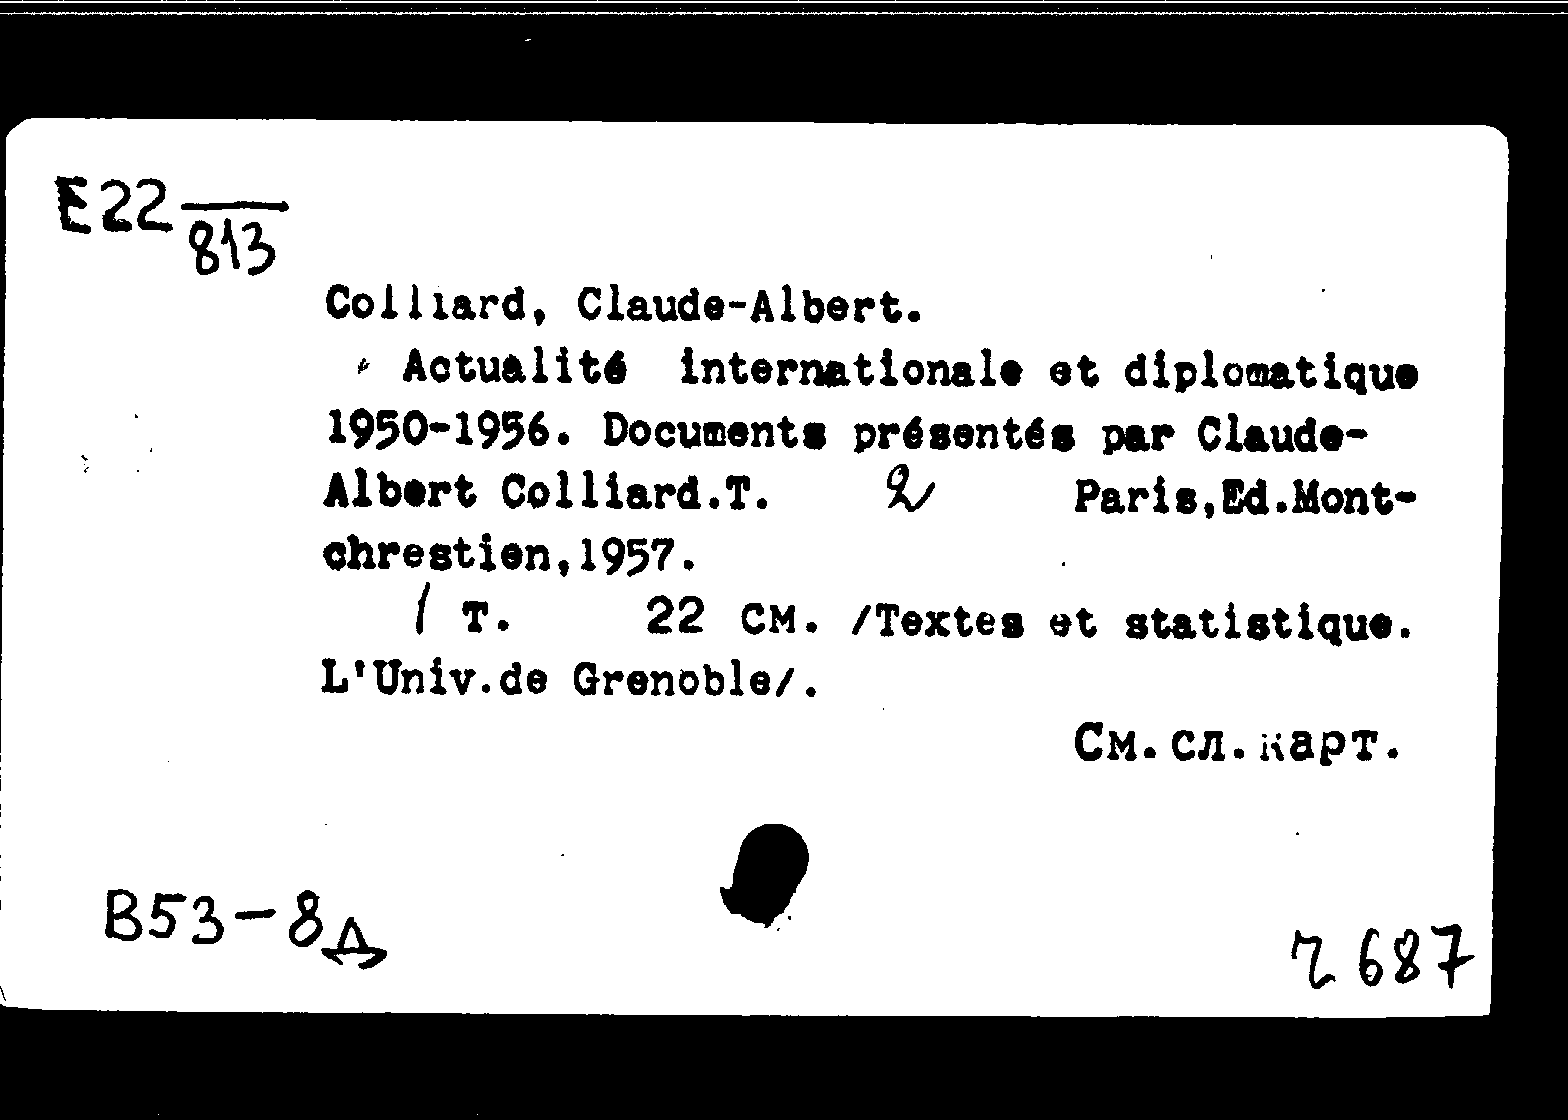 E22
813
Colliard, Claude-Albert.
Actualité internationale et diplomatique
1950-1956. Documents présentés par Claude-
Albert Colliard.T. 2 Paris,Ed.Mont-
chrestien,1957.
1 т. 22 см. /Textes et statistique.
L'Univ.de Grenoble/.
См.сл.карт.
B53-8д
г 687